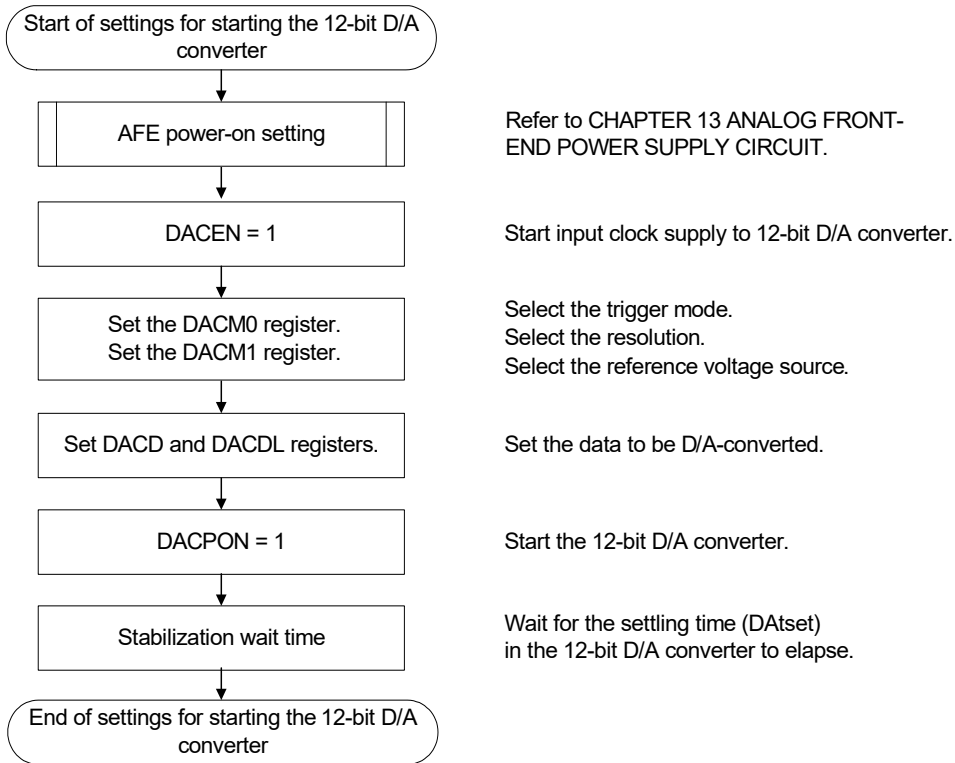 Start of settings for starting the 12-bit D/A
converter
AFE power-on setting
Refer to CHAPTER 13 ANALOG FRONT-
END POWER SUPPLY CIRCUIT.
DACEN = 1
Start input clock supply to 12-bit D/A converter.
Set the DACM0 register.
Set the DACM1 register.
Select the trigger mode.
Select the resolution.
Select the reference voltage source.
Set DACD and DACDL registers.
Set the data to be D/A-converted.
DACPON = 1
Start the 12-bit D/A converter.
Stabilization wait time
Wait for the settling time (DAtset)
in the 12-bit D/A converter to elapse.
End of settings for starting the 12-bit D/A
converter